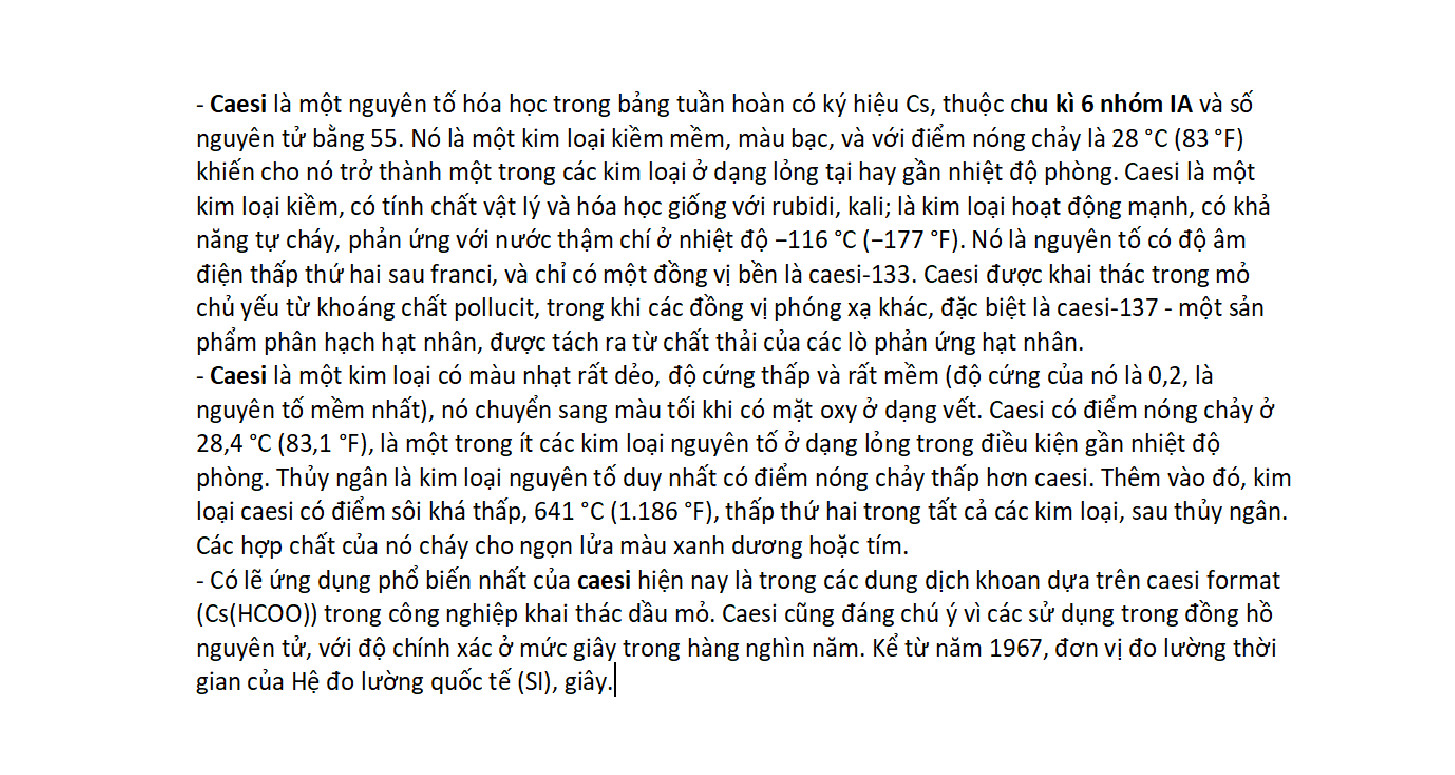 - Caesi là một nguyên tố hóa học trong bảng tuần hoàn có ký hiệu Cs, thuộc chu kì 6 nhóm IA và số
nguyên tử bằng 55. Nó là một kim loại kiềm mềm, màu bạc, và với điểm nóng chảy là 28 °C (83 °F)
khiến cho nó trở thành một trong các kim loại ở dạng lỏng tại hay gần nhiệt độ phòng. Caesi là một
kim loại kiềm, có tính chất vật lý và hóa học giống với rubidi, kali; là kim loại hoạt động mạnh, có khả
năng tự cháy, phản ứng với nước thậm chí ở nhiệt độ −116 °C (−177 °F). Nó là nguyên tố có độ âm
điện thấp thứ hai sau franci, và chỉ có một đồng vị bền là caesi-133. Caesi được khai thác trong mỏ
chủ yếu từ khoáng chất pollucit, trong khi các đồng vị phóng xạ khác, đặc biệt là caesi-137 - một sản
phẩm phân hạch hạt nhân, được tách ra từ chất thải của các lò phản ứng hạt nhân.
- Caesi là một kim loại có màu nhạt rất dẻo, độ cứng thấp và rất mềm (độ cứng của nó là 0,2, là
nguyên tố mềm nhất), nó chuyển sang màu tối khi có mặt oxy ở dạng vết. Caesi có điểm nóng chảy ở
28,4 °C (83,1 °F), là một trong ít các kim loại nguyên tố ở dạng lỏng trong điều kiện gần nhiệt độ
phòng. Thủy ngân là kim loại nguyên tố duy nhất có điểm nóng chảy thấp hơn caesi. Thêm vào đó, kim
loại caesi có điểm sôi khá thấp, 641 °C (1.186 °F), thấp thứ hai trong tất cả các kim loại, sau thủy ngân.
Các hợp chất của nó cháy cho ngọn lửa màu xanh dương hoặc tím.
- Có lẽ ứng dụng phổ biến nhất của caesi hiện nay là trong các dung dịch khoan dựa trên caesi format
(Cs(HCOO)) trong công nghiệp khai thác dầu mỏ. Caesi cũng đáng chú ý vì các sử dụng trong đồng hồ
nguyên tử, với độ chính xác ở mức giây trong hàng nghìn năm. Kể từ năm 1967, đơn vị đo lường thời
gian của Hệ đo lường quốc tế (SI), giây.